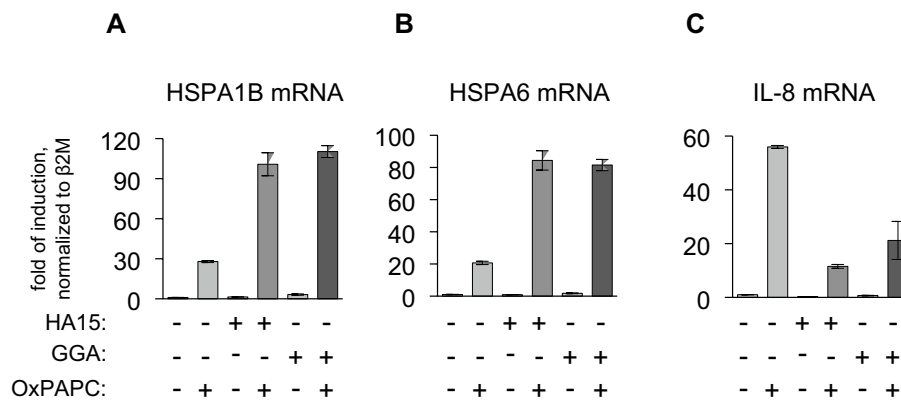 A B C
HSPA1B mRNA HSPA6 mRNA IL-8 mRNA
fold of induction,
normalized to β2M
120
90
60
30
0
100
80
60
40
20
0
60
40
20
0
HA15: - - + + - - - - + + - - - - + + - -
GGA: - - - - + + - - - - + + - - - - + +
OxPAPC: - + - + - + - + - + - + - + - + - +